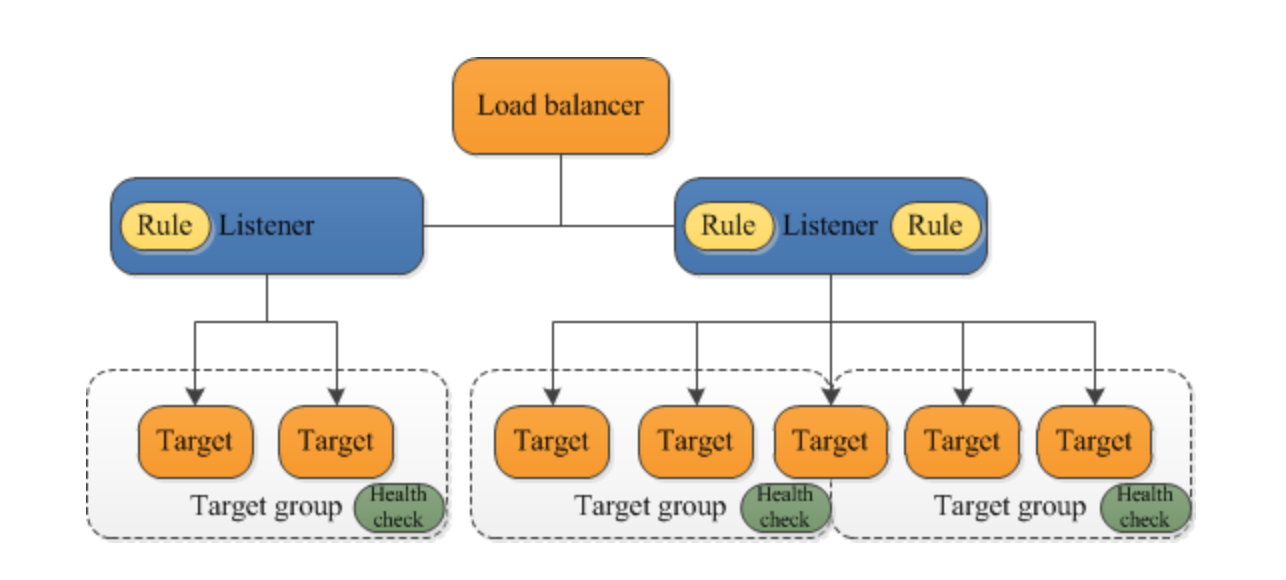 Load balancer
Rule Listener
Rule Listener Rule
Target Target
Target Target Target Target Target
Target group Health check
Target group Health check
Target group Health check